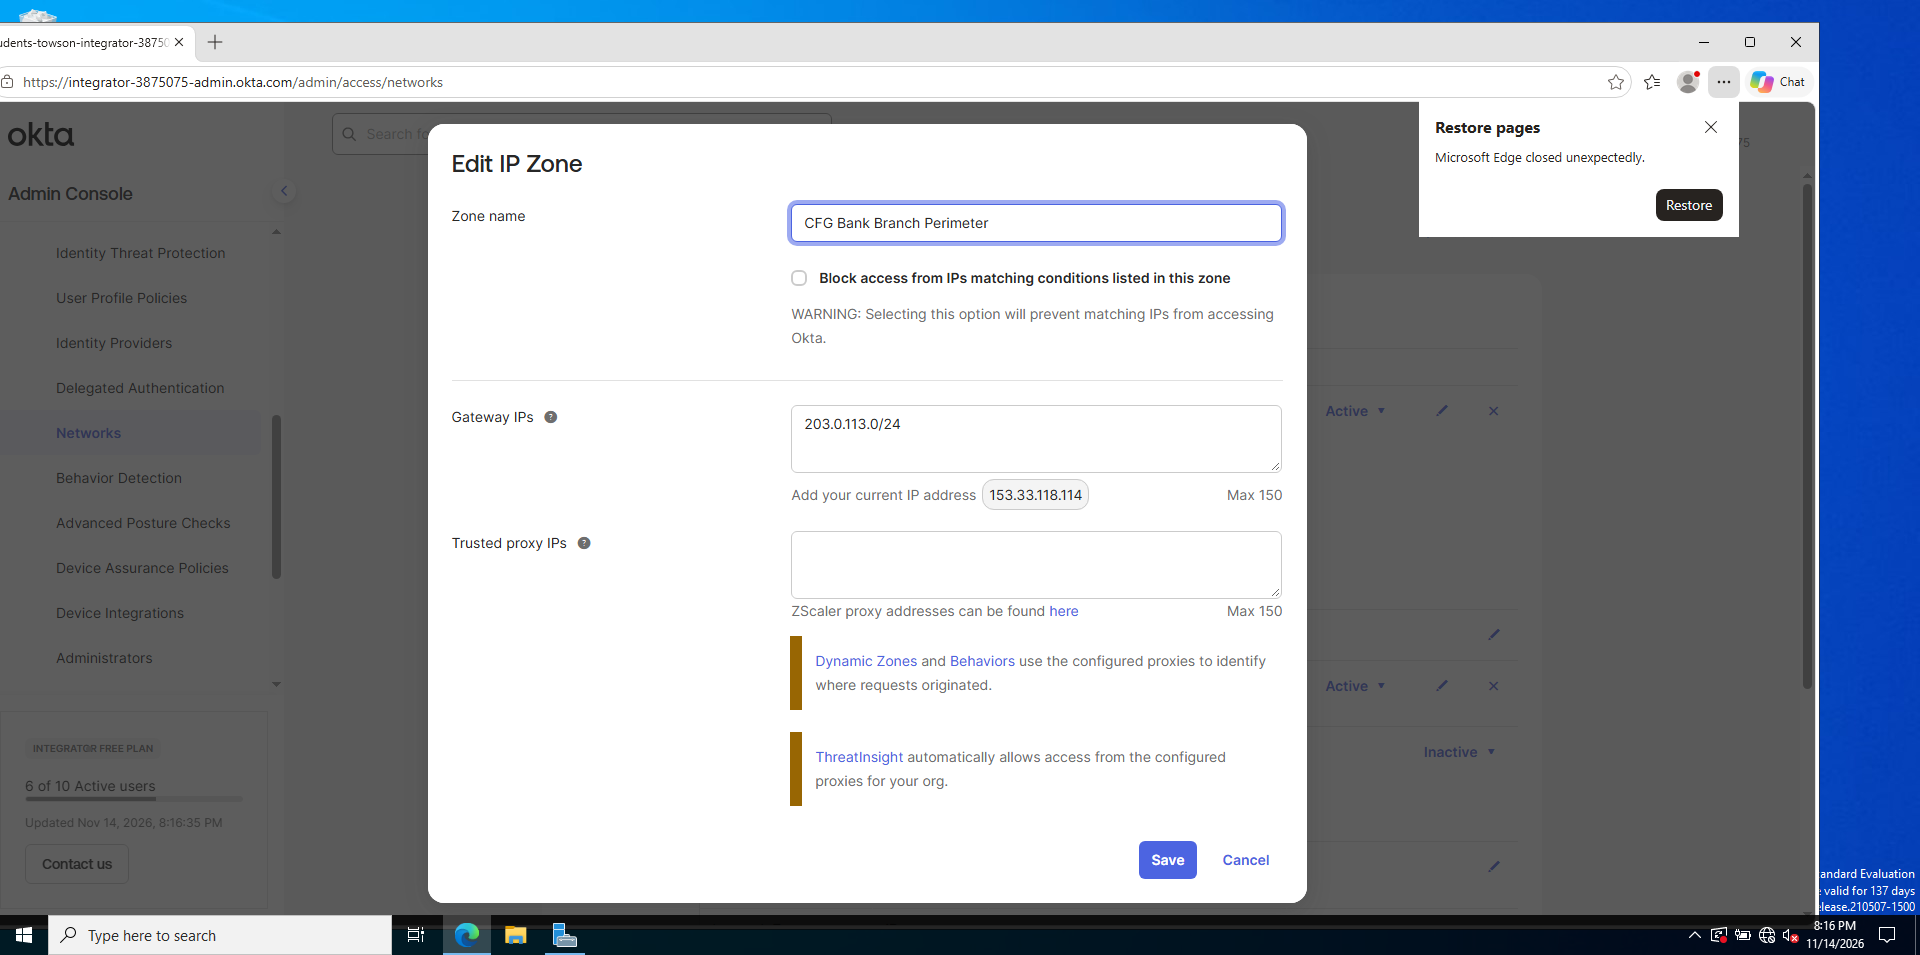 udents-towson-integrator-3875
https://integrator-3875075-admin.okta.com/admin/access/networks
Chat
okta
Search fo
Admin Console
Identity Threat Protection
User Profile Policies
Identity Providers
Delegated Authentication
Networks
Behavior Detection
Advanced Posture Checks
Device Assurance Policies
Device Integrations
Administrators
INTEGRATOR FREE PLAN
6 of 10 Active users
Updated Nov 14, 2026, 8:16:35 PM
Contact us
Edit IP Zone
Zone name
CFG Bank Branch Perimeter
Block access from IPs matching conditions listed in this zone
WARNING: Selecting this option will prevent matching IPs from accessing
Okta.
Gateway IPs
203.0.113.0/24
Add your current IP address 153.33.118.114 Max 150
Trusted proxy IPs
ZScaler proxy addresses can be found here Max 150
Dynamic Zones and Behaviors use the configured proxies to identify
where requests originated.
ThreatInsight automatically allows access from the configured
proxies for your org.
Save
Cancel
Restore pages
Microsoft Edge closed unexpectedly.
Restore
75
Active
Active
Inactive
andard Evaluation
valid for 137 days
elease.210507-1500
Type here to search
8:16 PM
11/14/2026